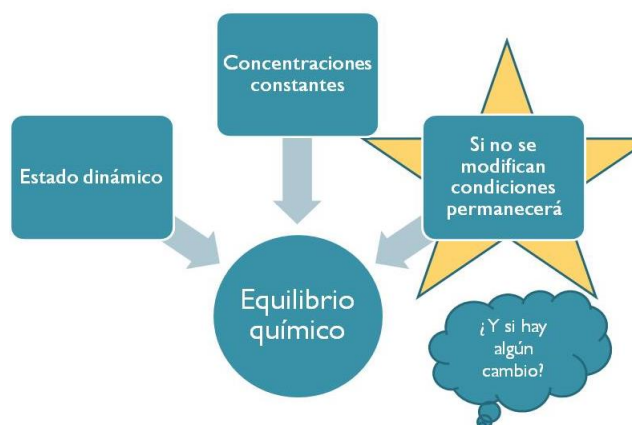 Concentraciones
constantes
Estado dinámico
Si no se
modifican
condiciones
permanecerá
Equilibrio
químico
¿Y si hay
algún
cambio?